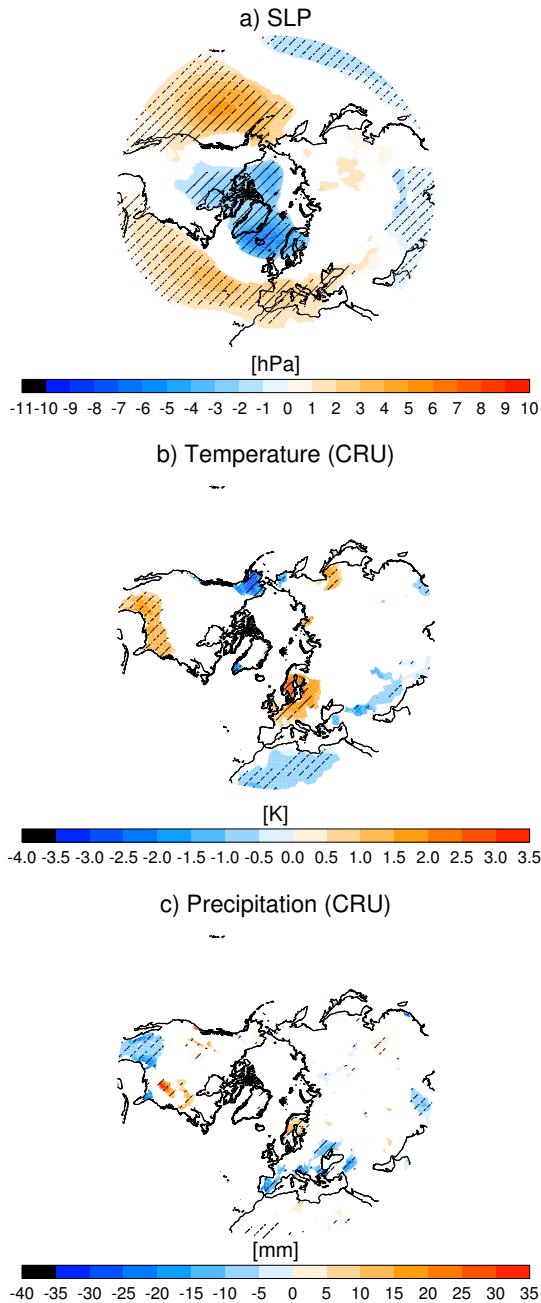 a) SLP
[hPa]
-11-10 -9 -8 -7 -6 -5 -4 -3 -2 -1 0 1 2 3 4 5 6 7 8 9 10
b) Temperature (CRU)
[K]
-4.0 -3.5 -3.0 -2.5 -2.0 -1.5 -1.0 -0.5 0.0 0.5 1.0 1.5 2.0 2.5 3.0 3.5
c) Precipitation (CRU)
[mm]
-40 -35 -30 -25 -20 -15 -10 -5 0 5 10 15 20 25 30 35